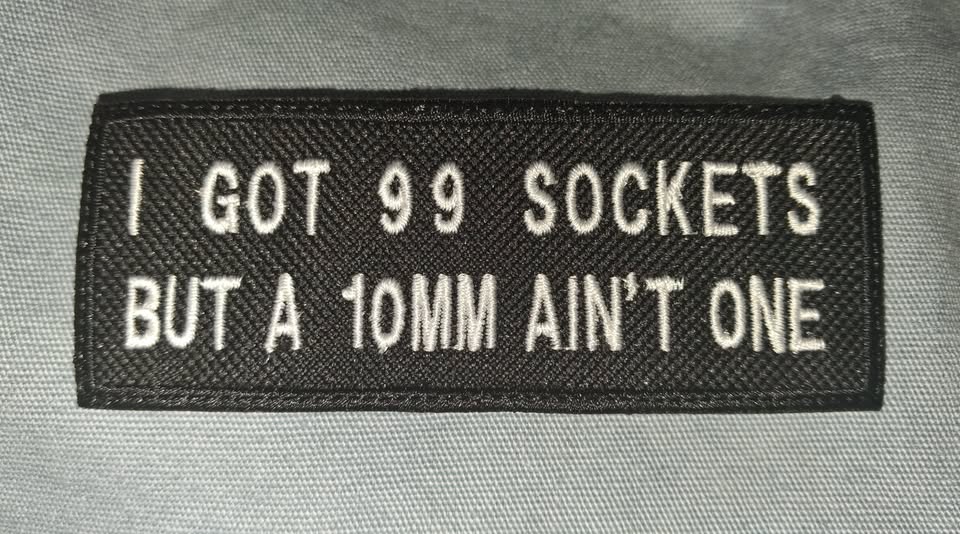 I GOT 99 SOCKETS
BUT A 10MM AIN'T ONE